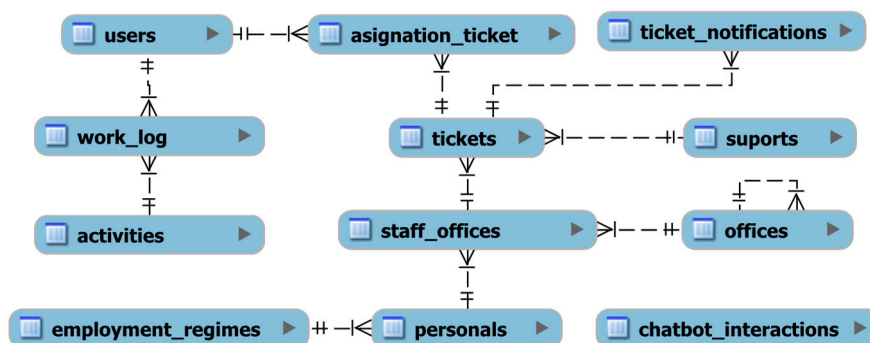 users
asignation_ticket
ticket_notifications
work_log
tickets
suports
activities
staff_offices
offices
employment_regimes
personals
chatbot_interactions